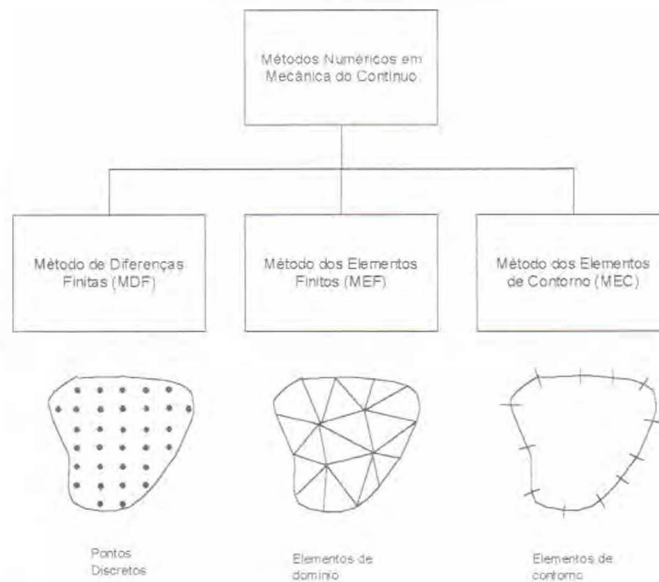 Métodos Numéricos em
Mecânica do Contínuo
Método de Diferenças
Finitas (MDF)
Método dos Elementos
Finitos (MEF)
Método dos Elementos
de Contorno (MEC)
Pontos
Discretos
Elementos de
domínio
Elementos de
contorno